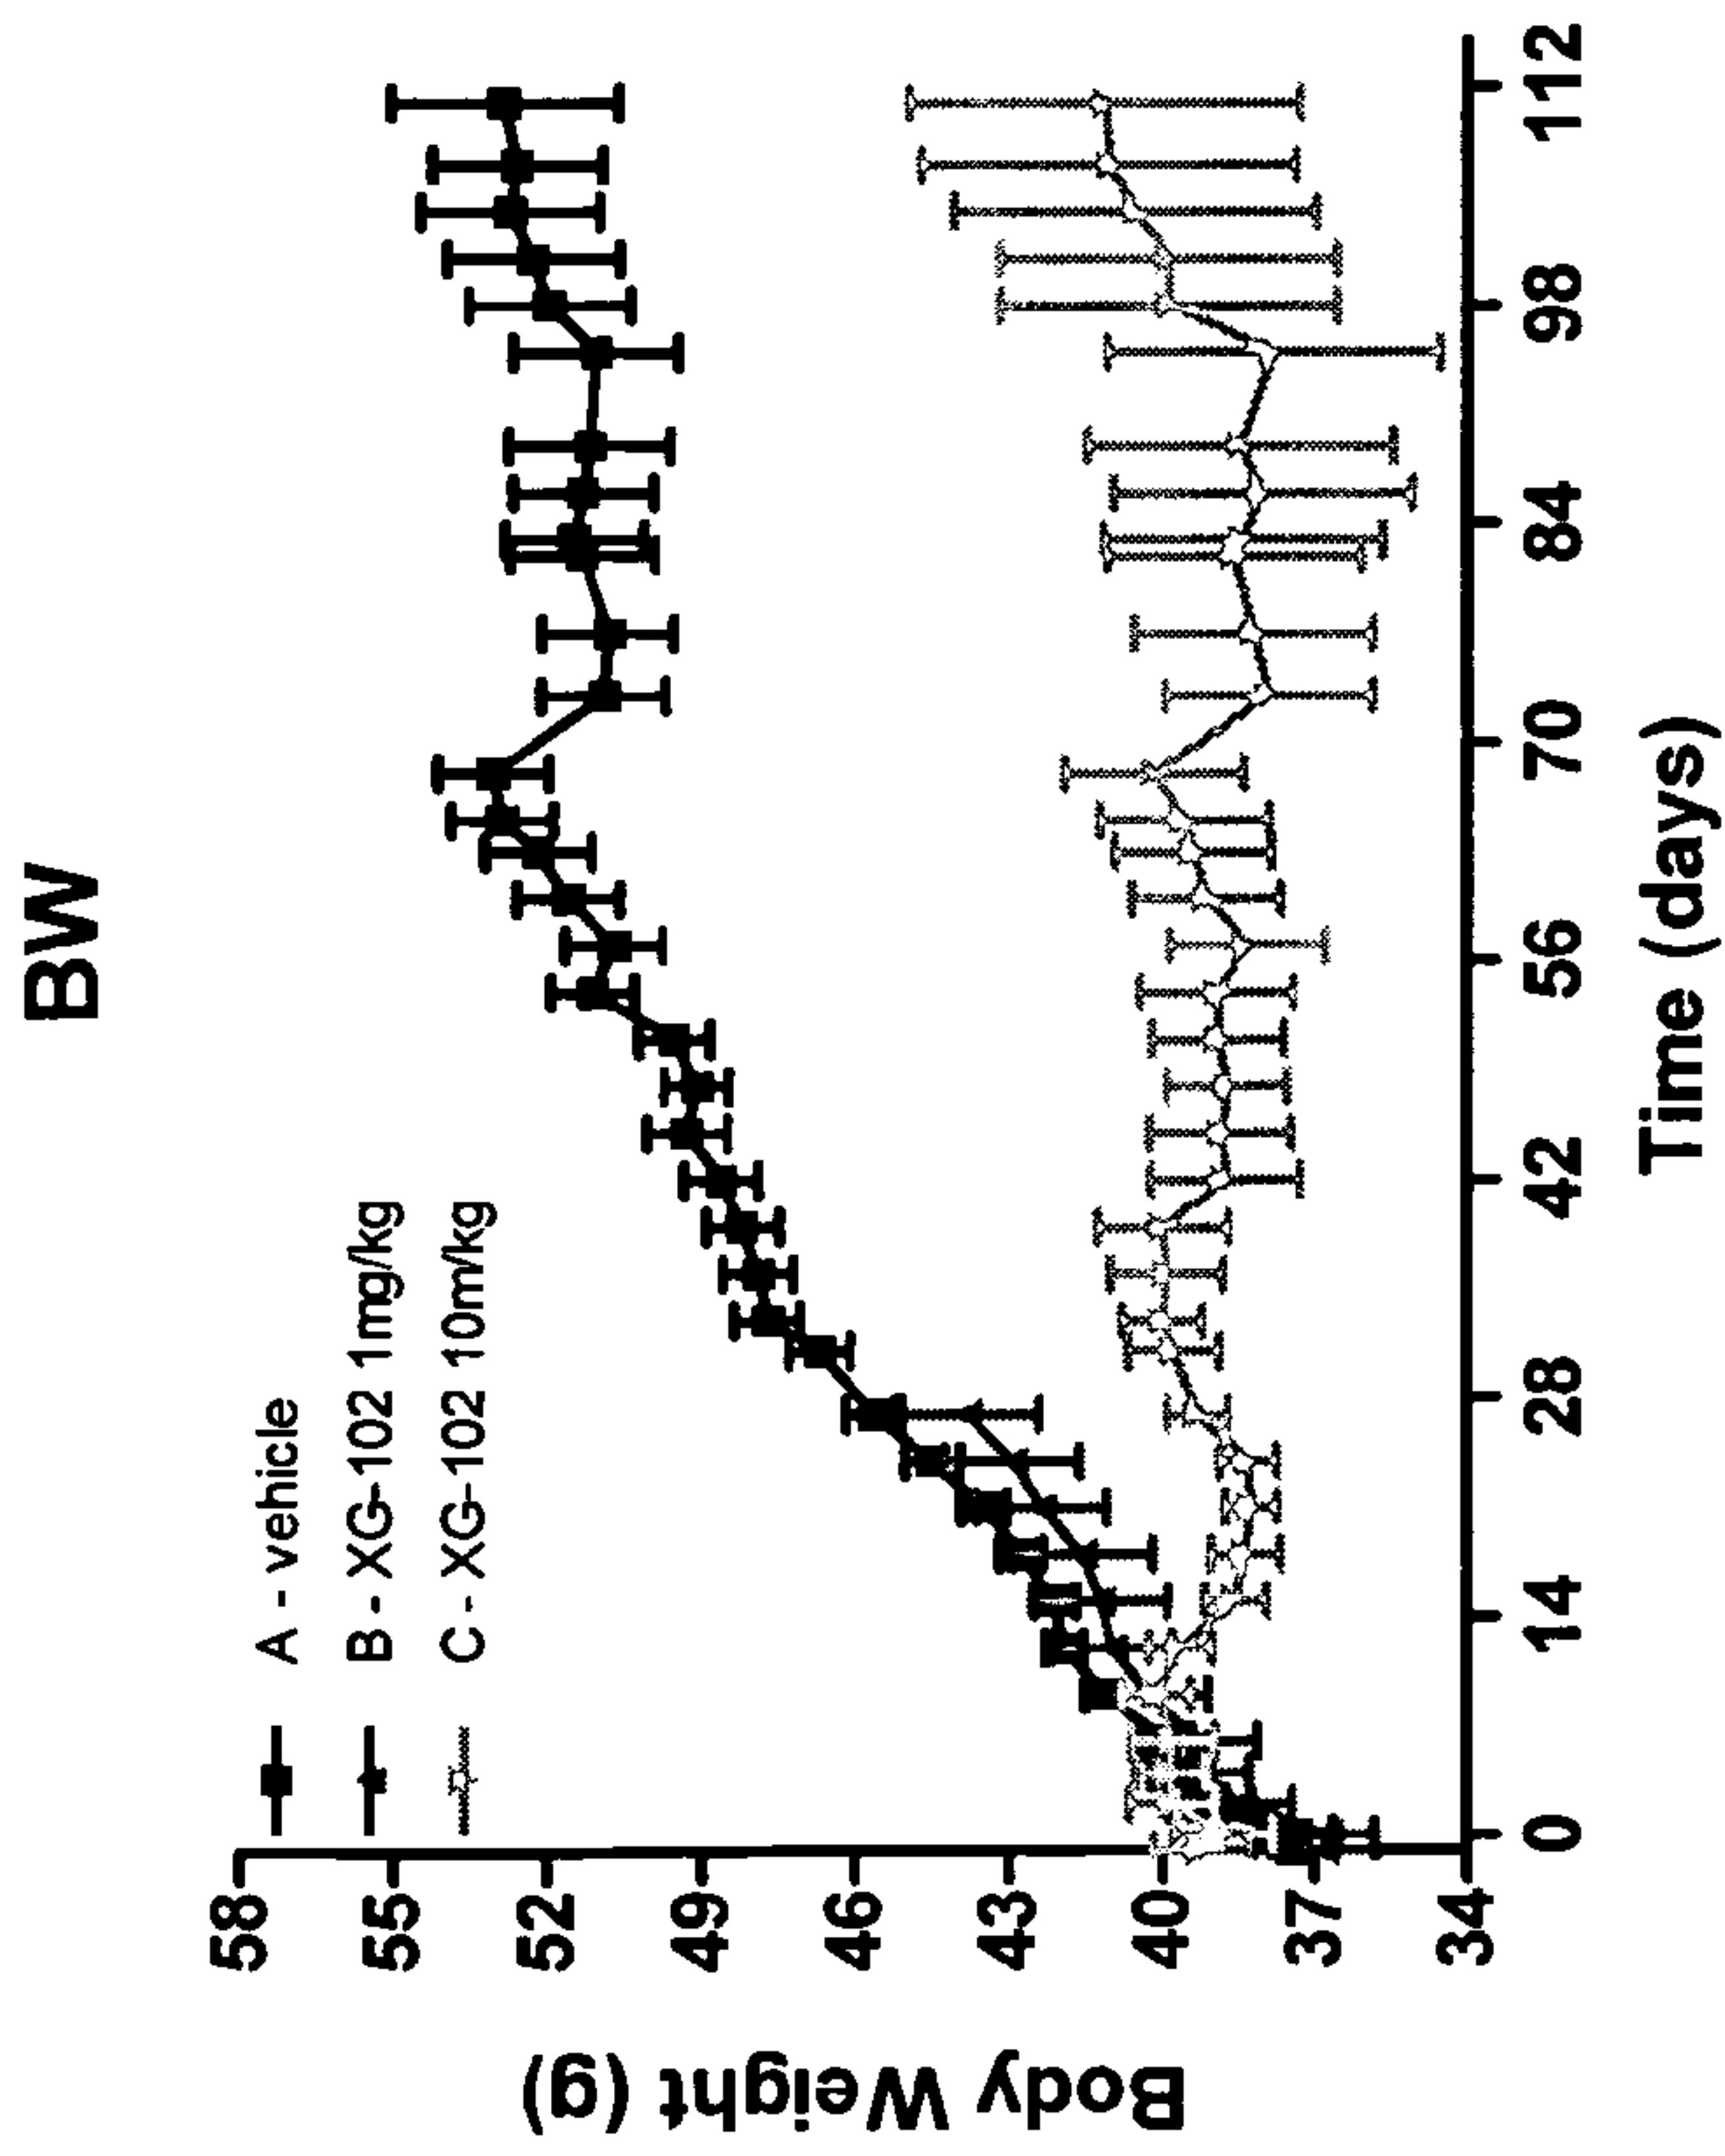 BW
A - vehicle
B - XG-102 1mg/kg
C - XG-102 10m/kg
Body Weight (g)
58
55
52
49
46
43
40
37
34
0 14 28 42 56 70 84 98 112
Time (days)